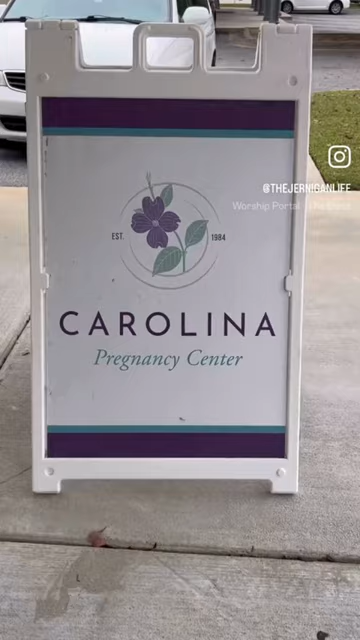 @THEJERNIGANLIFE
Worship Portal
EST. 1984
CAROLINA
Pregnancy Center